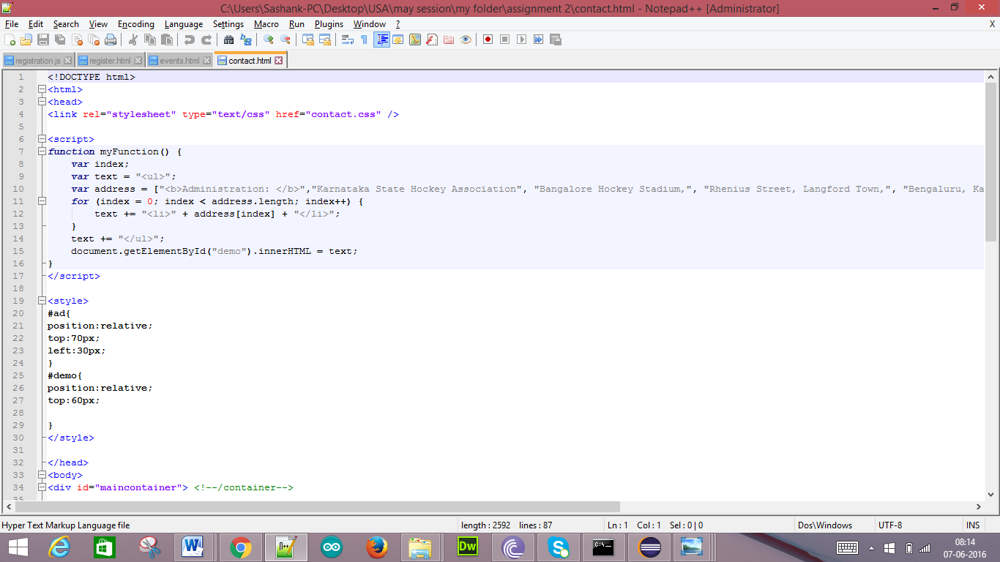 C:\Users\Sashank-PC\Desktop\USA\may session\my folder\assignment 2\contact.html - Notepad++ [Administrator]
File Edit Search View Encoding Language Settings Macro Run Plugins Window ? X
registration.js register.html events.html contact.html
1 <!DOCTYPE html>
2 <html>
3 <head>
4 <link rel="stylesheet" type="text/css" href="contact.css" />
5
6 <script>
7 function myFunction() {
8 var index;
9 var text = "<ul>";
10 var address = ["<b>Administration: </b>","Karnataka State Hockey Association", "Bangalore Hockey Stadium,", "Rhenius Street, Langford Town,", "Bengaluru, Ka
11 for (index = 0; index < address.length; index++) {
12 text += "<li>" + address[index] + "</li>";
13 }
14 text += "</ul>";
15 document.getElementById("demo").innerHTML = text;
16 }
17 </script>
18
19 <style>
20 #ad{
21 position:relative;
22 top:70px;
23 left:30px;
24 }
25 #demo{
26 position:relative;
27 top:60px;
28
29 }
30 </style>
31
32 </head>
33 <body>
34 <div id="maincontainer"> <!--/container-->
35
Hyper Text Markup Language file length : 2592 lines : 87 Ln : 1 Col : 1 Sel : 0 | 0 Dos\Windows UTF-8 INS
Dw
08:14
07-06-2016